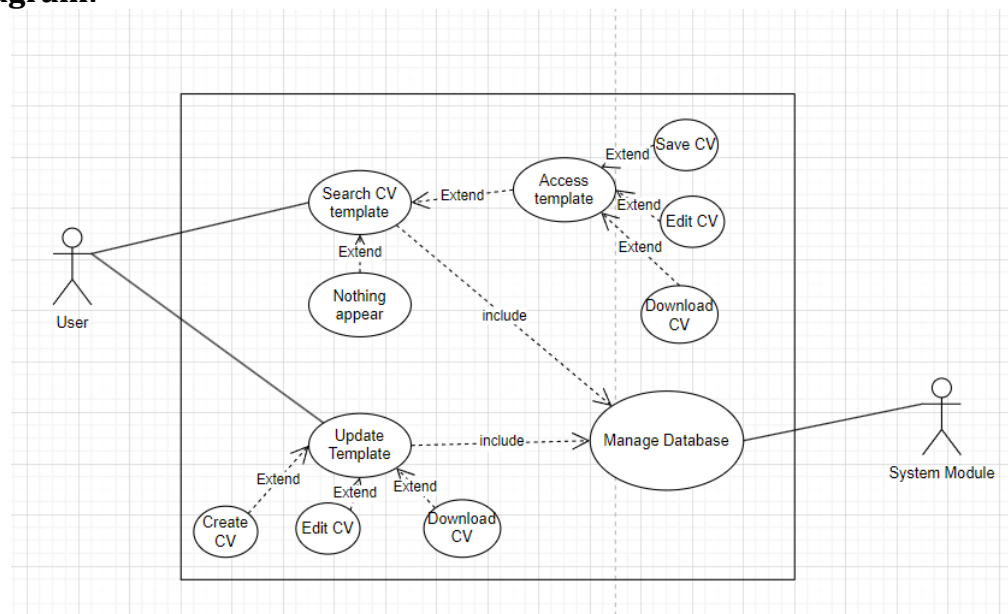 Save CV
Extend
Access
template
Search CV
template
Extend
Extend
Edit CV
Extend
Extend
Nothing
appear
Download
CV
include
User
Update
Template
include
Manage Database
System Module
Extend
Extend
Extend
Create
CV
Edit CV
Download
CV